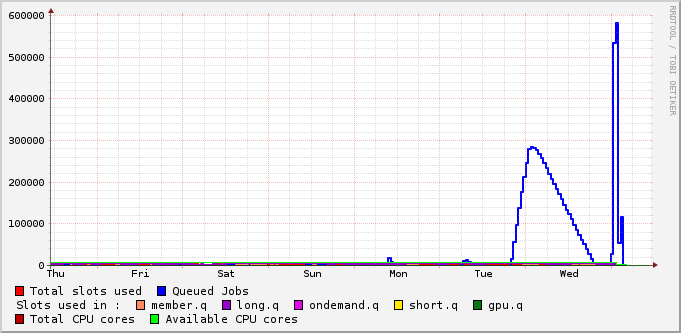 600000
500000
400000
300000
200000
100000
0
Thu Fri Sat Sun Mon Tue Wed
RRDTOOL / TOBI OETIKER
Total slots used Queued Jobs
Slots used in : member.q long.q ondemand.q short.q gpu.q
Total CPU cores Available CPU cores